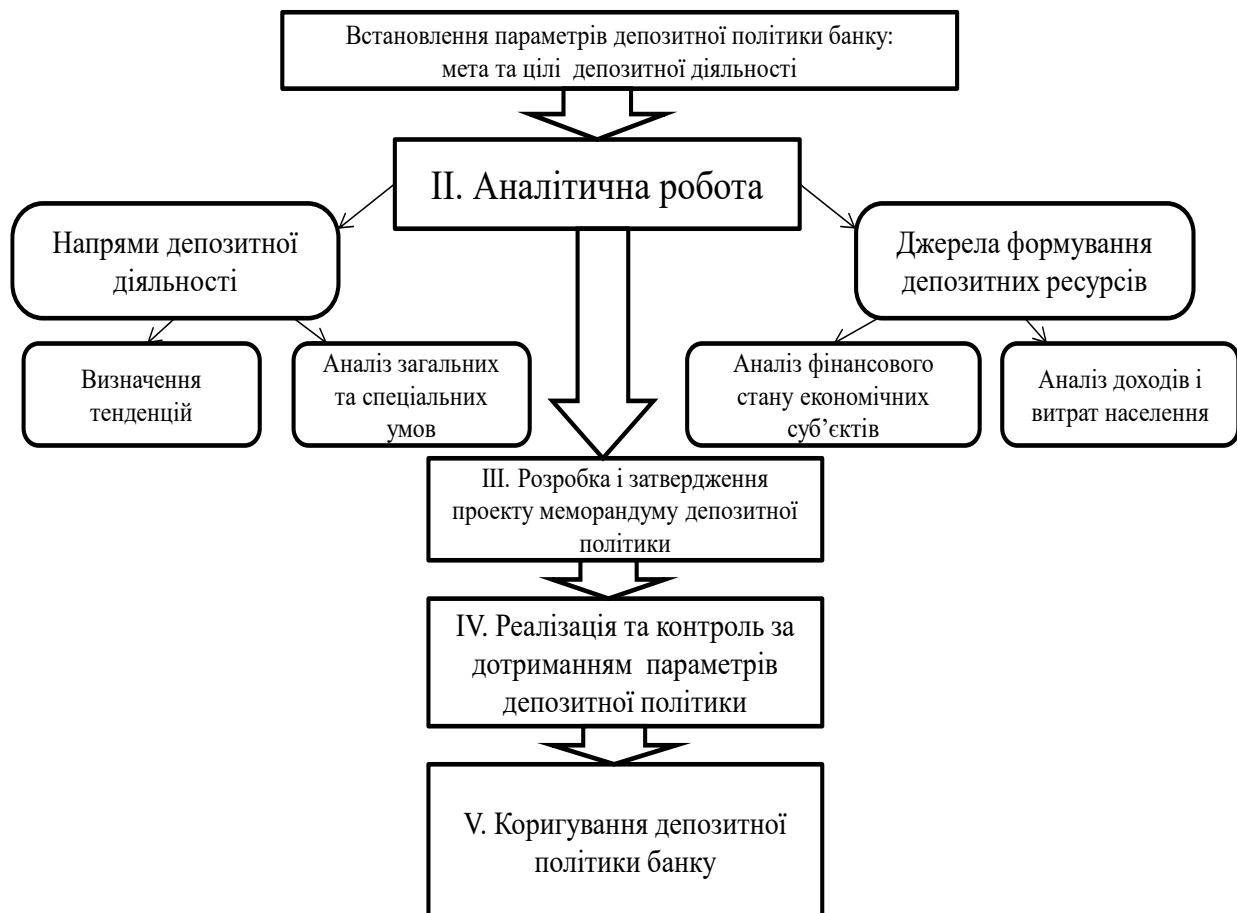 Встановлення параметрів депозитної політики банку:
мета та цілі депозитної діяльності
ІІ. Аналітична робота
Напрями депозитної
діяльності
Джерела формування
депозитних ресурсів
Визначення
тенденцій
Аналіз загальних
та спеціальних
умов
Аналіз фінансового
стану економічних
суб’єктів
Аналіз доходів і
витрат населення
ІІІ. Розробка і затвердження
проекту меморандуму депозитної
політики
IV. Реалізація та контроль за
дотриманням параметрів
депозитної політики
V. Коригування депозитної
політики банку